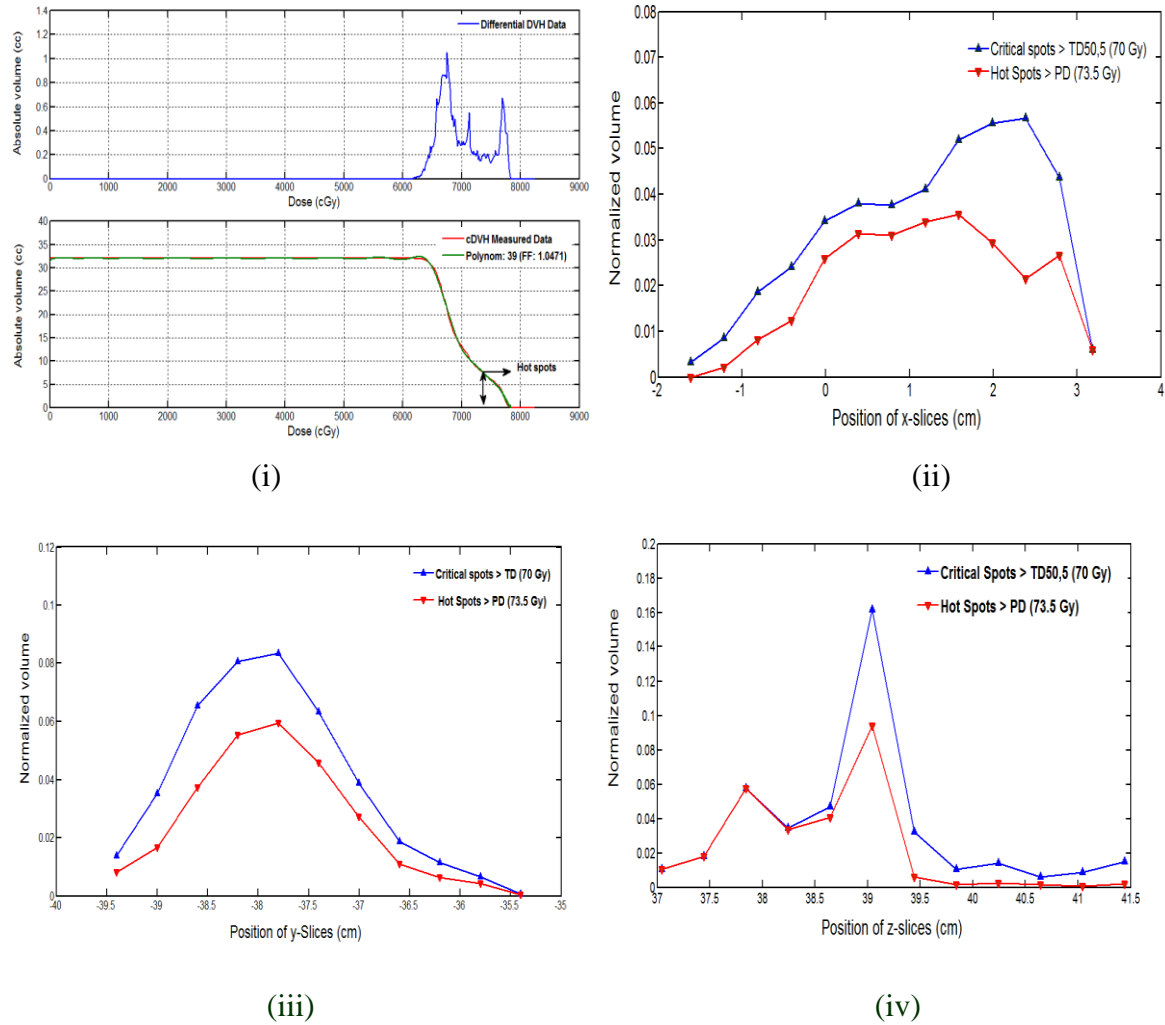 1.4
1.2
1
0.8
0.6
0.4
0.2
0
Absolute volume (cc)
Differential DVH Data
0 1000 2000 3000 4000 5000 6000 7000 8000 9000
Dose (cGy)
40
35
30
25
20
15
10
5
0
Absolute volume (cc)
cDVH Measured Data
Polynom: 39 (FF: 1.0471)
Hot spots
0 1000 2000 3000 4000 5000 6000 7000 8000 9000
Dose (cGy)
(i)
0.08
0.07
0.06
0.05
0.04
0.03
0.02
0.01
0
Normalized volume
Critical spots > TD50,5 (70 Gy)
Hot Spots > PD (73.5 Gy)
-2 -1 0 1 2 3 4
Position of x-slices (cm)
(ii)
0.12
0.1
0.08
0.06
0.04
0.02
0
Normalized volume
Critical spots > TD (70 Gy)
Hot Spots > PD (73.5 Gy)
-40 -39.5 -39 -38.5 -38 -37.5 -37 -36.5 -36 -35.5 -35
Position of y-Slices (cm)
(iii)
0.2
0.18
0.16
0.14
0.12
0.1
0.08
0.06
0.04
0.02
0
Normalized volume
Critical Spots > TD50,5 (70 Gy)
Hot Spots > PD (73.5 Gy)
37 37.5 38 38.5 39 39.5 40 40.5 41 41.5
Position of z-slices (cm)
(iv)